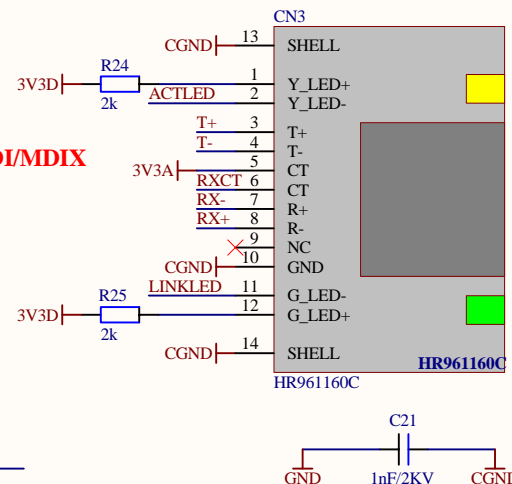 CN3
CGND 13 SHELL
R24
3V3D 1 Y_LED+
2k ACTLED 2 Y_LED-
T+ 3 T+
DI/MDIX T- 4 T-
3V3A 5 CT
RXCT 6 CT
RX- 7 R+
RX+ 8 R-
9 NC
CGND 10 GND
R25 LINKLED 11 G_LED-
3V3D 12 G_LED+
2k
CGND 14 SHELL
HR961160C
HR961160C
C21
GND 1nF/2KV CGND